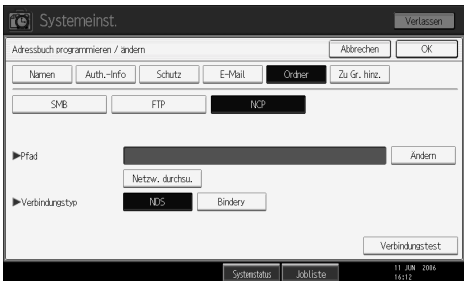 Systemeinst. Verlassen
Adressbuch programmieren / ändern Abbrechen OK
Namen Auth.-Info Schutz E-Mail Ordner Zu Gr. hinz.
SMB FTP NCP
▶Pfad Ändern
Netzw. durchsu.
▶Verbindungstyp NDS Bindery
Verbindungstest
Systemstatus Jobliste 11 JUN 2006
16:12